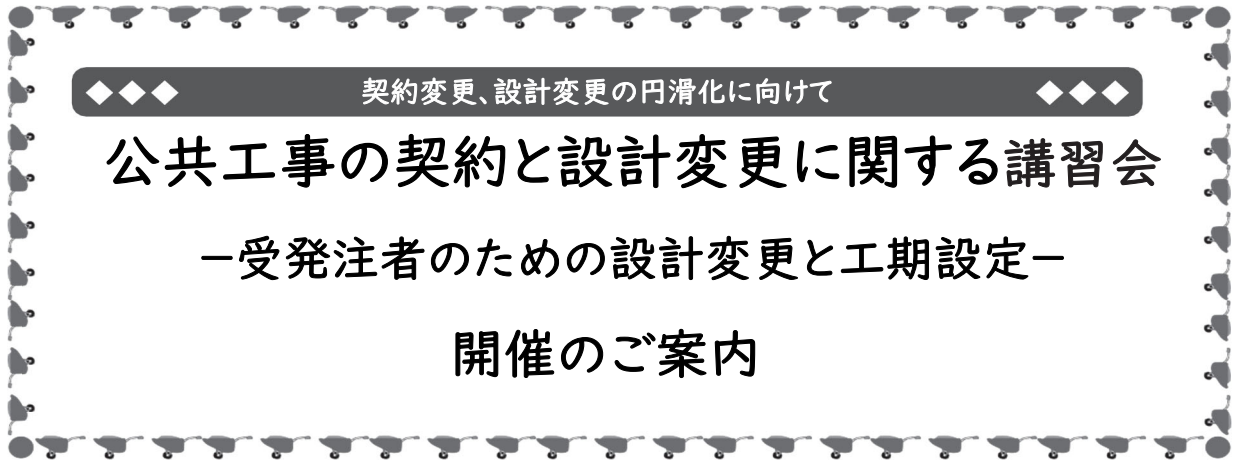 ◆◆◆ 契約変更、設計変更の円滑化に向けて ◆◆◆
公共工事の契約と設計変更に関する講習会
－受発注者のための設計変更と工期設定－
開催のご案内